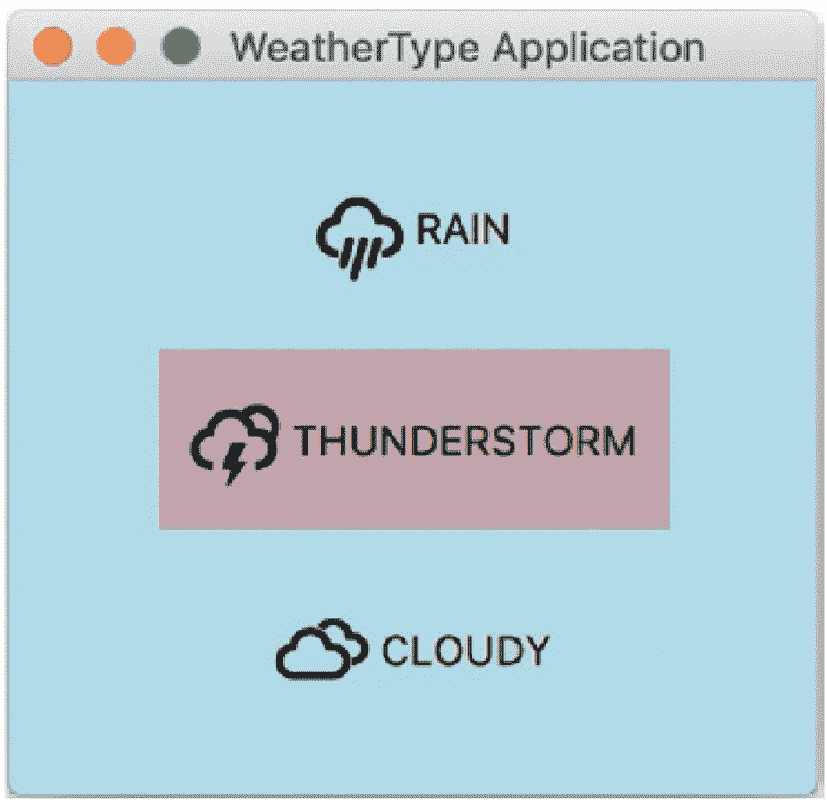 WeatherType Application
RAIN
THUNDERSTORM
CLOUDY